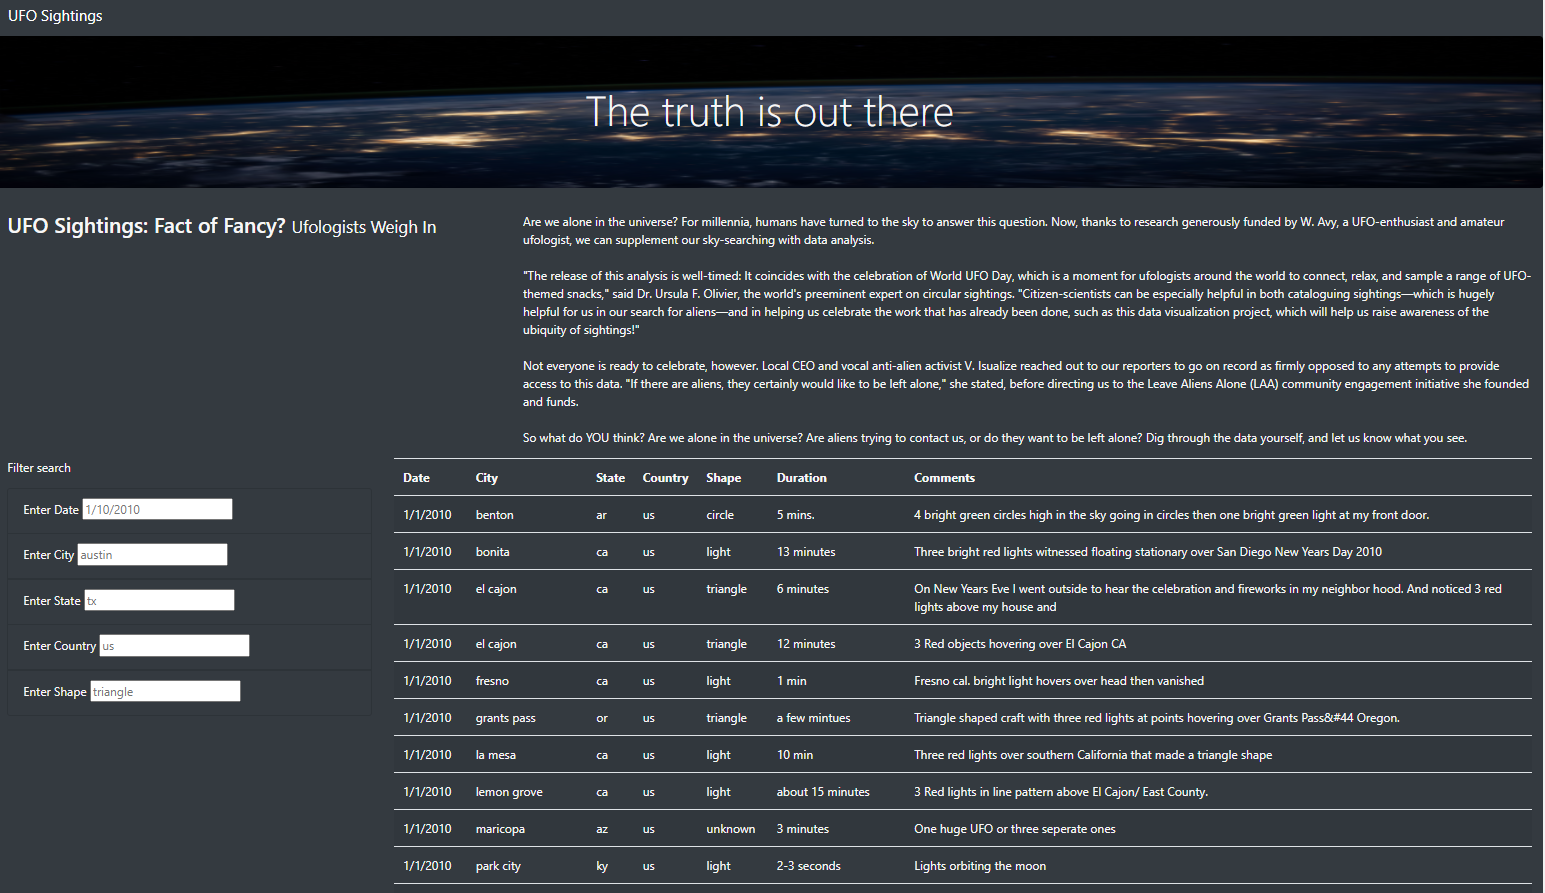 UFO Sightings
The truth is out there
UFO Sightings: Fact of Fancy? Ufologists Weigh In
Are we alone in the universe? For millennia, humans have turned to the sky to answer this question. Now, thanks to research generously funded by W. Avy, a UFO-enthusiast and amateur
ufologist, we can supplement our sky-searching with data analysis.
"The release of this analysis is well-timed: It coincides with the celebration of World UFO Day, which is a moment for ufologists around the world to connect, relax, and sample a range of UFO-
themed snacks," said Dr. Ursula F. Olivier, the world's preeminent expert on circular sightings. "Citizen-scientists can be especially helpful in both cataloguing sightings—which is hugely
helpful for us in our search for aliens—and in helping us celebrate the work that has already been done, such as this data visualization project, which will help us raise awareness of the
ubiquity of sightings!"
Not everyone is ready to celebrate, however. Local CEO and vocal anti-alien activist V. Isualize reached out to our reporters to go on record as firmly opposed to any attempts to provide
access to this data. "If there are aliens, they certainly would like to be left alone," she stated, before directing us to the Leave Aliens Alone (LAA) community engagement initiative she founded
and funds.
So what do YOU think? Are we alone in the universe? Are aliens trying to contact us, or do they want to be left alone? Dig through the data yourself, and let us know what you see.
Filter search
Enter Date 1/10/2010
Enter City austin
Enter State tx
Enter Country us
Enter Shape triangle
Date City State Country Shape Duration Comments
1/1/2010 benton ar us circle 5 mins. 4 bright green circles high in the sky going in circles then one bright green light at my front door.
1/1/2010 bonita ca us light 13 minutes Three bright red lights witnessed floating stationary over San Diego New Years Day 2010
1/1/2010 el cajon ca us triangle 6 minutes On New Years Eve I went outside to hear the celebration and fireworks in my neighbor hood. And noticed 3 red
lights above my house and
1/1/2010 el cajon ca us triangle 12 minutes 3 Red objects hovering over El Cajon CA
1/1/2010 fresno ca us light 1 min Fresno cal. bright light hovers over head then vanished
1/1/2010 grants pass or us triangle a few mintues Triangle shaped craft with three red lights at points hovering over Grants Pass&#44 Oregon.
1/1/2010 la mesa ca us light 10 min Three red lights over southern California that made a triangle shape
1/1/2010 lemon grove ca us light about 15 minutes 3 Red lights in line pattern above El Cajon/ East County.
1/1/2010 maricopa az us unknown 3 minutes One huge UFO or three seperate ones
1/1/2010 park city ky us light 2-3 seconds Lights orbiting the moon